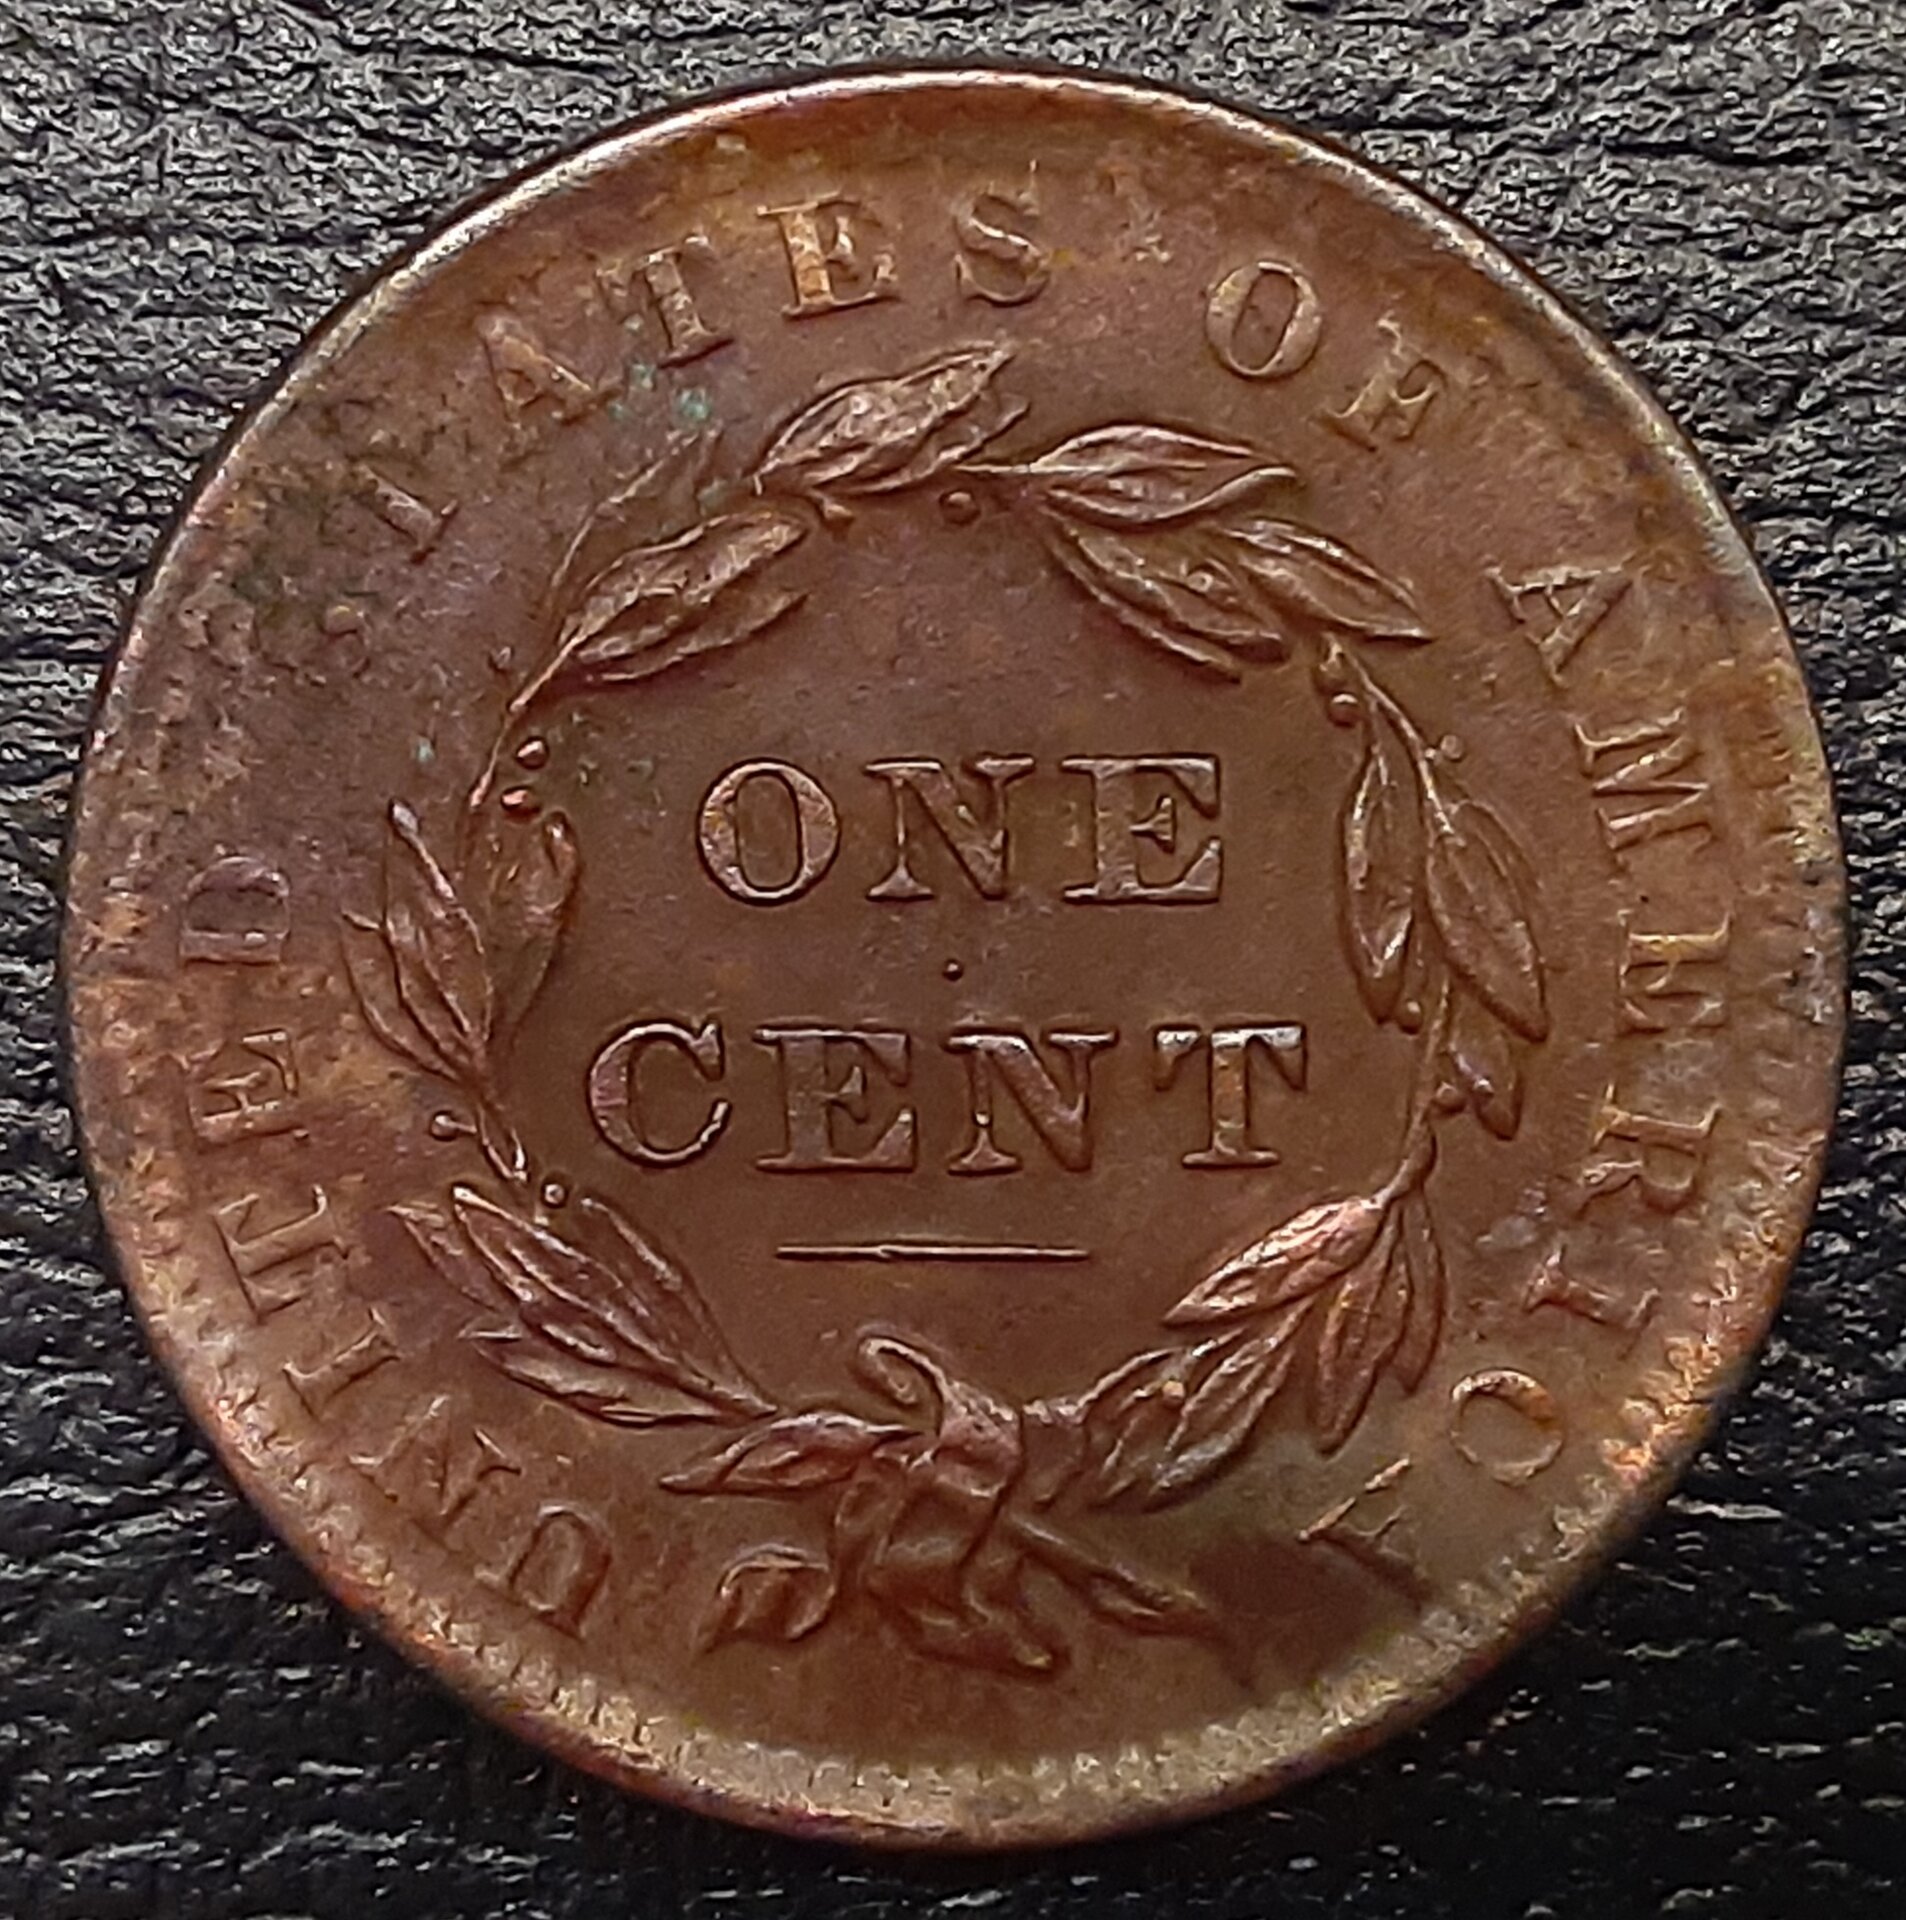 UNITED STATES OF AMERICA
ONE
CENT